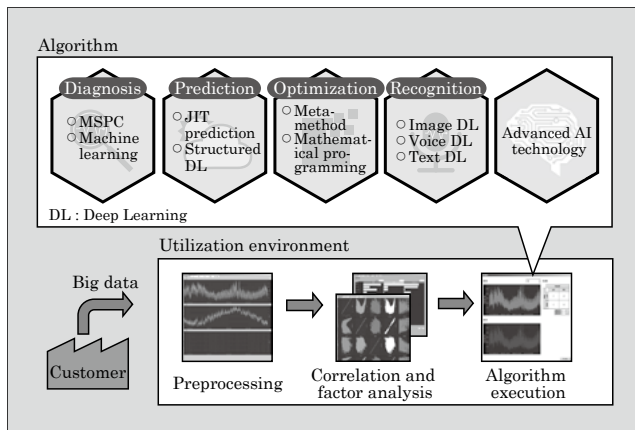 Algorithm
Diagnosis
○ MSPC
○ Machine
learning
Prediction
○ JIT
prediction
○ Structured
DL
Optimization
○ Meta-
method
○ Mathemat-
ical pro-
gramming
Recognition
○ Image DL
○ Voice DL
○ Text DL
Advanced AI
technology
DL : Deep Learning
Utilization environment
Big data
Customer
Preprocessing
Correlation and
factor analysis
Algorithm
execution